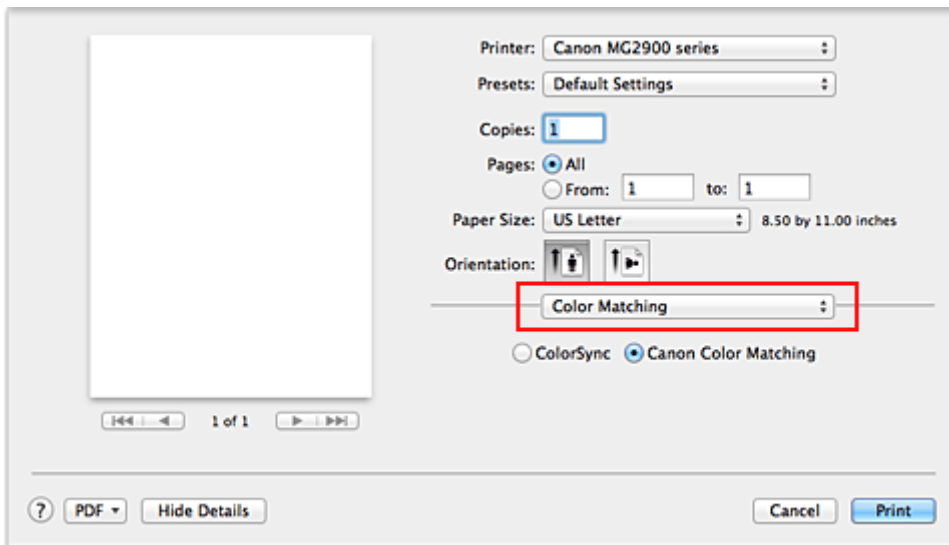 Printer: Canon MG2900 series
Presets: Default Settings
Copies: 1
Pages: All
From: 1 to: 1
Paper Size: US Letter 8.50 by 11.00 inches
Orientation:
Color Matching
ColorSync Canon Color Matching
1 of 1
? PDF Hide Details Cancel Print